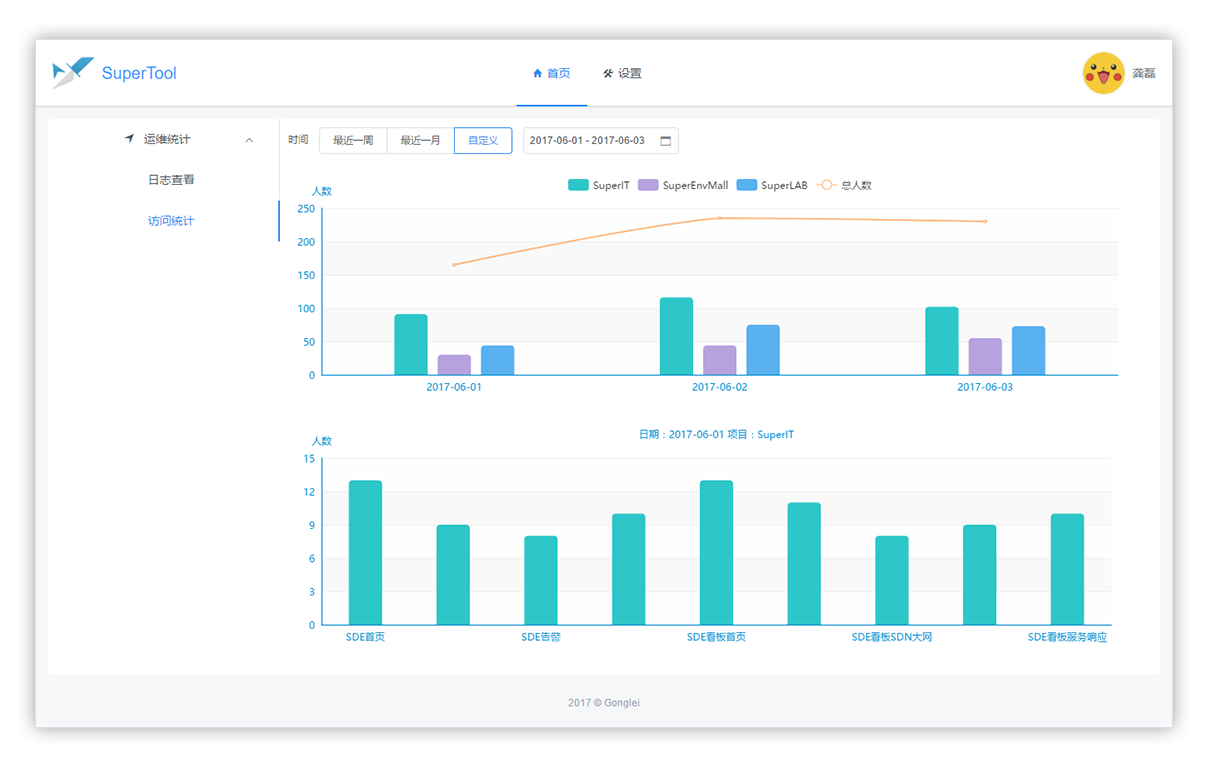 SuperTool
首页
设置
龚磊
运维统计
日志查看
访问统计
时间
最近一周
最近一月
自定义
2017-06-01 - 2017-06-03
SuperIT
SuperEnvMall
SuperLAB
总人数
人数
250
200
150
100
50
0
2017-06-01
2017-06-02
2017-06-03
日期：2017-06-01 项目：SuperIT
人数
15
12
9
6
3
0
SDE首页
SDE告警
SDE看板首页
SDE看板SDN大网
SDE看板服务响应
2017 © Gonglei